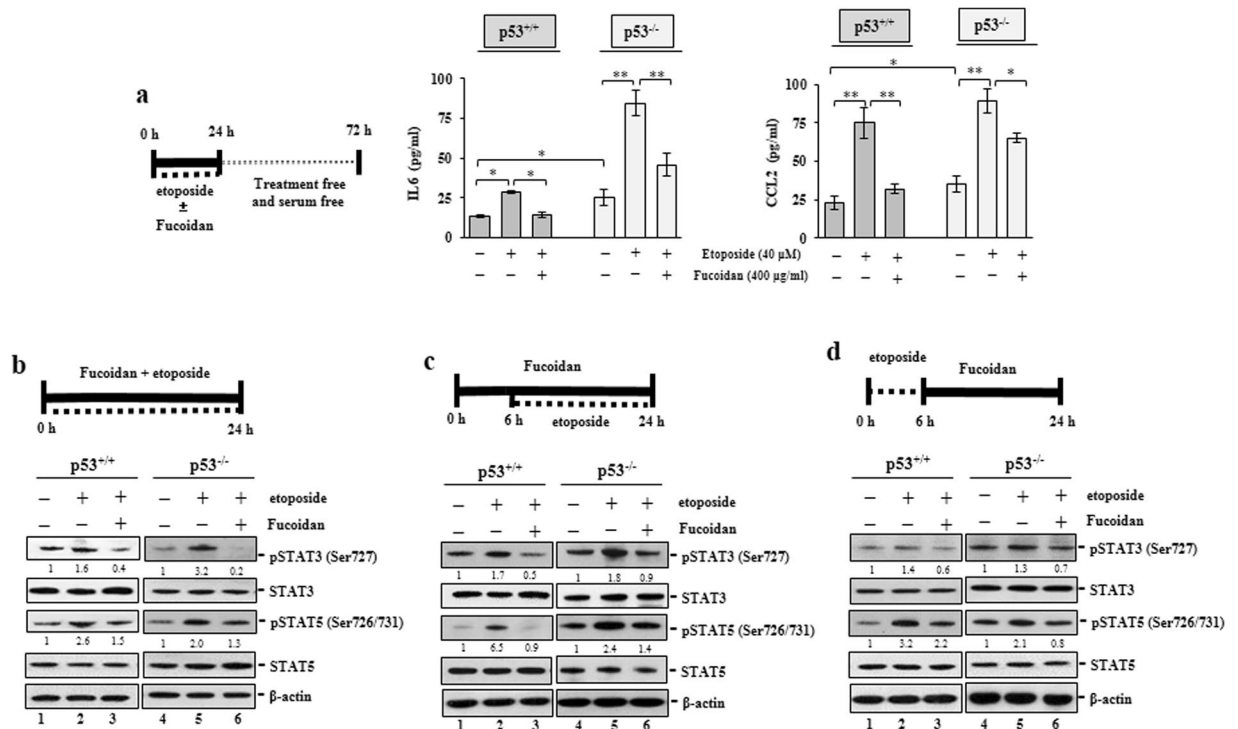 a
0 h 24 h 72 h
etoposide
±
Fucoidan
Treatment free
and serum free
p53+/+ p53-/-
IL6 (pg/ml)
100
75
50
25
0
* * * ** **
− + + − + +
− − + − − +
Etoposide (40 µM)
Fucoidan (400 µg/ml)
p53+/+ p53-/-
CCL2 (pg/ml)
100
75
50
25
0
** ** * ** *
− + + − + +
− − + − − +
b
Fucoidan + etoposide
0 h 24 h
p53+/+ p53-/-
− + + − + + etoposide
− − + − − + Fucoidan
pSTAT3 (Ser727)
1 1.6 0.4 1 3.2 0.2
STAT3
pSTAT5 (Ser726/731)
1 2.6 1.5 1 2.0 1.3
STAT5
β-actin
1 2 3 4 5 6
c
Fucoidan
0 h 6 h etoposide 24 h
p53+/+ p53-/-
− + + − + + etoposide
− − + − − + Fucoidan
pSTAT3 (Ser727)
1 1.7 0.5 1 1.8 0.9
STAT3
pSTAT5 (Ser726/731)
1 6.5 0.9 1 2.4 1.4
STAT5
β-actin
1 2 3 4 5 6
d
etoposide Fucoidan
0 h 6 h 24 h
p53+/+ p53-/-
− + + − + + etoposide
− − + − − + Fucoidan
pSTAT3 (Ser727)
1 1.4 0.6 1 1.3 0.7
STAT3
pSTAT5 (Ser726/731)
1 3.2 2.2 1 2.1 0.8
STAT5
β-actin
1 2 3 4 5 6